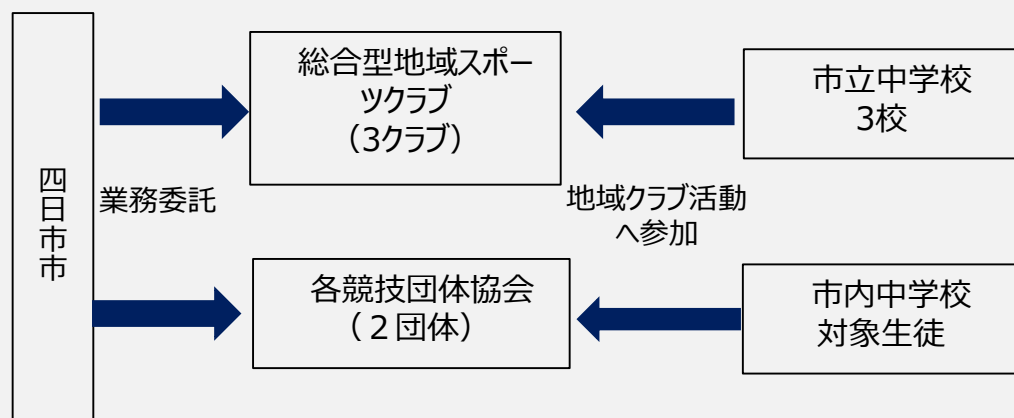 四日市市
業務委託
総合型地域スポー
ツクラブ
（3クラブ）
各競技団体協会
（２団体）
地域クラブ活動
へ参加
市立中学校
3校
市内中学校
対象生徒